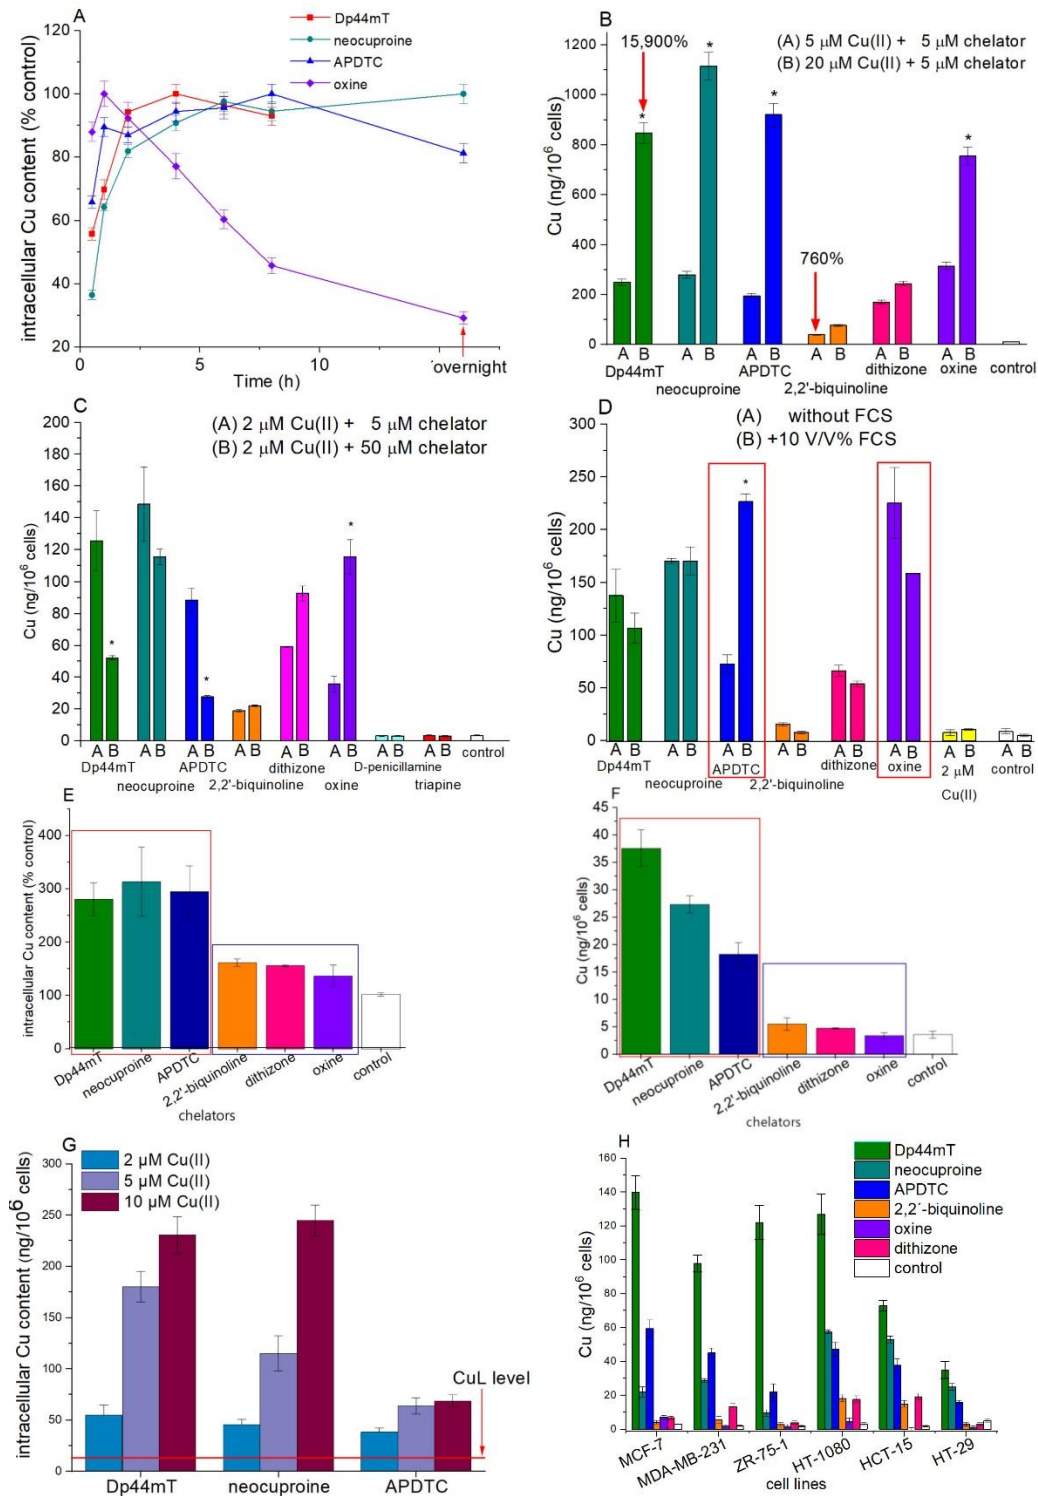 A
Dp44mT
neocuproine
APDTC
oxine
intracellular Cu content (% control)
100
80
60
40
20
0
5
10
overnight
Time (h)
B
15,900%
(A) 5 µM Cu(II) + 5 µM chelator
(B) 20 µM Cu(II) + 5 µM chelator
Cu (ng/10⁶ cells)
1200
1000
800
600
400
200
0
*
*
*
*
760%
A B A B A B A B A B A B
Dp44mT
neocuproine
APDTC
2,2'-biquinoline
dithizone
oxine
control
C
(A) 2 µM Cu(II) + 5 µM chelator
(B) 2 µM Cu(II) + 50 µM chelator
Cu (ng/10⁶ cells)
200
180
160
140
120
100
80
60
40
20
0
*
*
*
A B A B A B A B A B A B A B A B
Dp44mT
neocuproine
APDTC
2,2'-biquinoline
dithizone
oxine
D-penicillamine
triapine
control
D
(A) without FCS
(B) +10 V/V% FCS
Cu (ng/10⁶ cells)
300
250
200
150
100
50
0
*
A B A B A B A B A B A B A B A B
Dp44mT
neocuproine
APDTC
2,2'-biquinoline
dithizone
oxine
2 µM
Cu(II)
control
E
intracellular Cu content (% control)
400
300
200
100
0
Dp44mT
neocuproine
APDTC
2,2'-biquinoline
dithizone
oxine
control
chelators
F
Cu (ng/10⁶ cells)
45
40
35
30
25
20
15
10
5
0
Dp44mT
neocuproine
APDTC
2,2'-biquinoline
dithizone
oxine
control
chelators
G
2 µM Cu(II)
5 µM Cu(II)
10 µM Cu(II)
intracellular Cu content (ng/10⁶ cells)
300
250
200
150
100
50
0
CuL level
Dp44mT
neocuproine
APDTC
H
Dp44mT
neocuproine
APDTC
2,2´-biquinoline
oxine
dithizone
control
Cu (ng/10⁶ cells)
160
140
120
100
80
60
40
20
0
MCF-7
MDA-MB-231
ZR-75-1
HT-1080
HCT-15
HT-29
cell lines